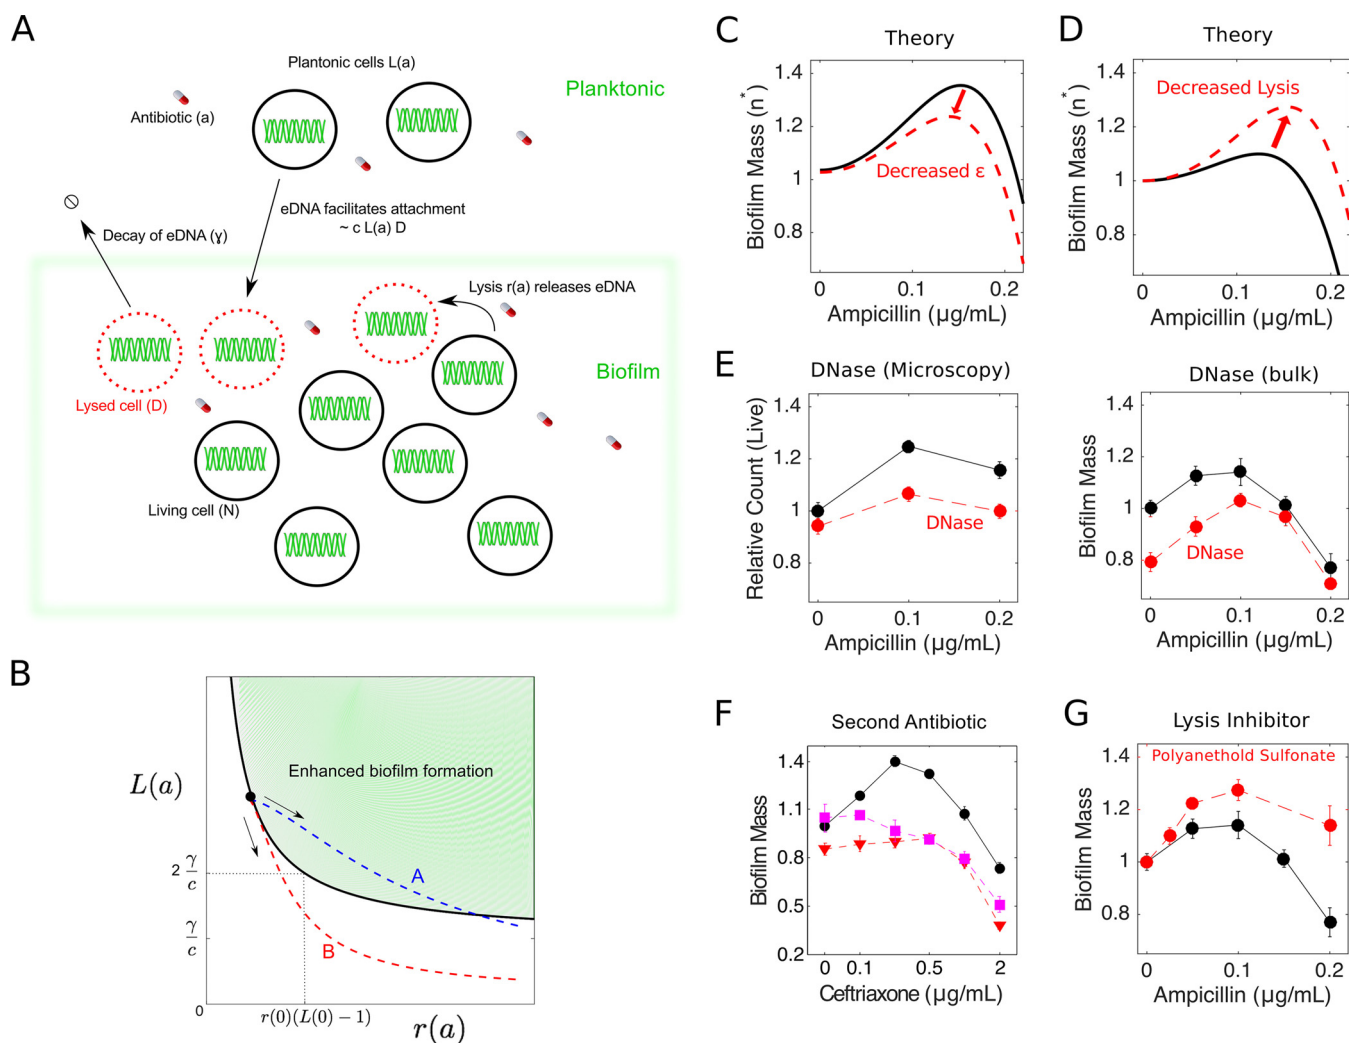 A
Plantonic cells L(a)
Planktonic
Antibiotic (a)
eDNA facilitates attachment
~ c L(a) D
Decay of eDNA (ɣ)
Lysis r(a) releases eDNA
Biofilm
Lysed cell (D)
Living cell (N)
B
L(a)
Enhanced biofilm formation
2 γ/c
A
γ/c
B
0
r(0)(L(0) − 1)
r(a)
C
Theory
Biofilm Mass (n*)
1.4
1.2
1
0.8
Decreased ε
0
0.1
0.2
Ampicillin (µg/mL)
D
Theory
Biofilm Mass (n*)
1.4
1.2
1
0.8
Decreased Lysis
0
0.1
0.2
Ampicillin (µg/mL)
E
DNase (Microscopy)
Relative Count (Live)
1.4
1.2
1
0.8
DNase
0
0.1
0.2
Ampicillin (µg/mL)
DNase (bulk)
Biofilm Mass
1.4
1.2
1
0.8
DNase
0
0.1
0.2
Ampicillin (µg/mL)
F
Second Antibiotic
Biofilm Mass
1.4
1.1
0.8
0.5
0.2
0
0.1
0.5
2
Ceftriaxone (µg/mL)
G
Lysis Inhibitor
Polyanethold Sulfonate
Biofilm Mass
1.4
1.2
1
0.8
0
0.1
0.2
Ampicillin (µg/mL)